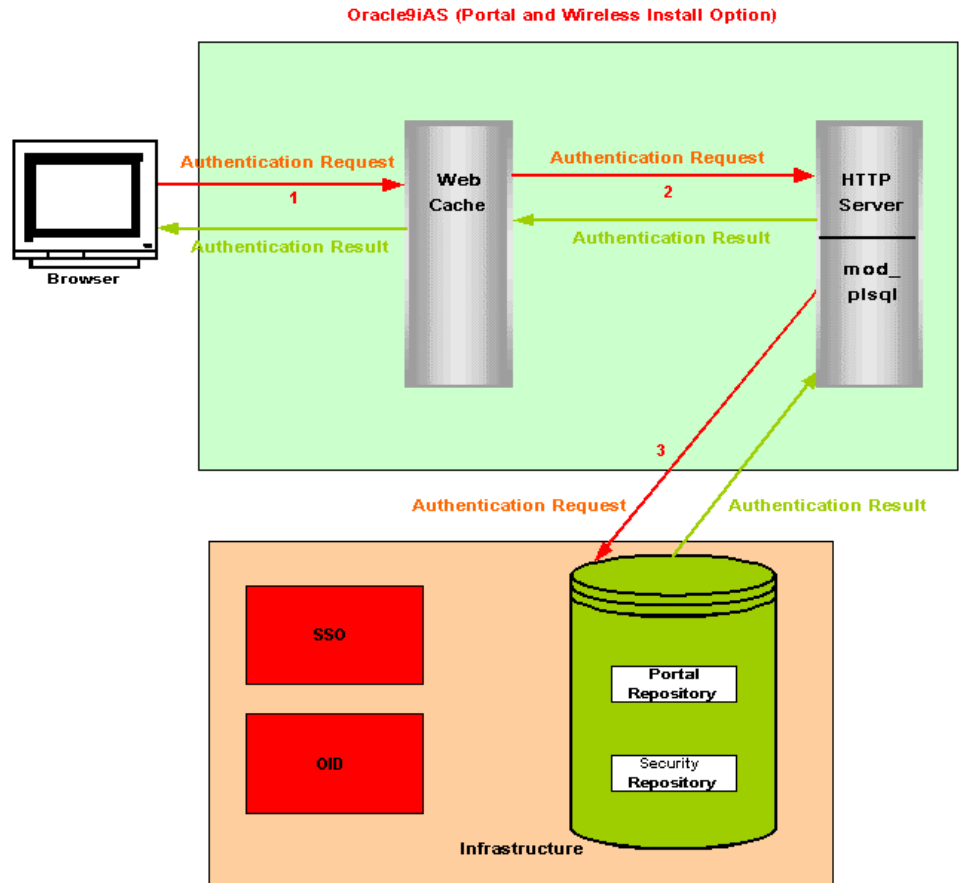 Oracle9iAS (Portal and Wireless Install Option)
Authentication Request
1
Authentication Result
Browser
Web
Cache
Authentication Request
2
Authentication Result
HTTP
Server
mod_
plsql
3
Authentication Request
Authentication Result
SSO
OID
Portal
Repository
Security
Repository
Infrastructure